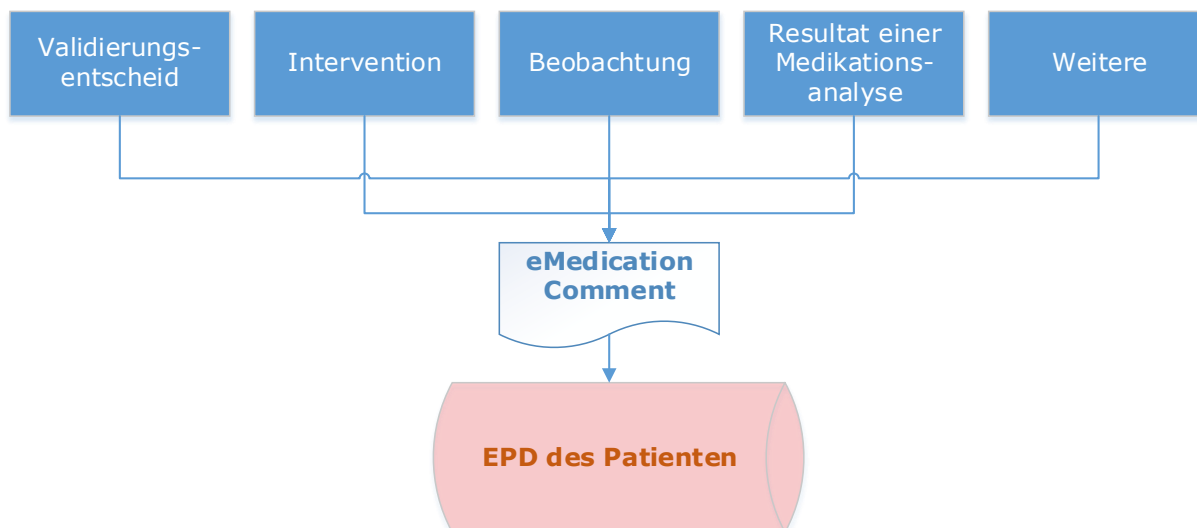 Validierungs-
entscheid
Intervention
Beobachtung
Resultat einer
Medikations-
analyse
Weitere
eMedication
Comment
EPD des Patienten